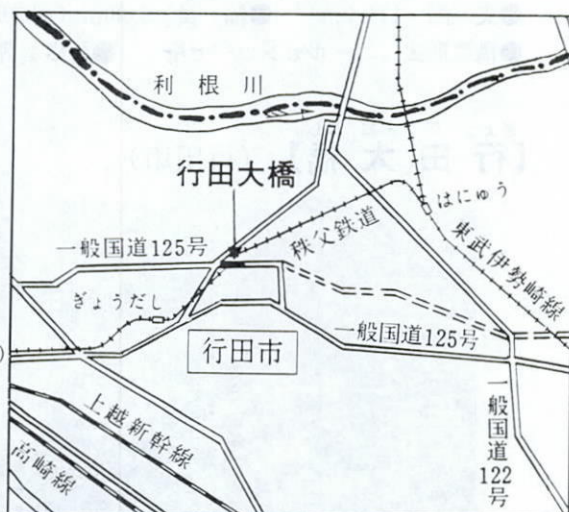 利根川
行田大橋
はにゅう
秩父鉄道
東武伊勢崎線
一般国道125号
ぎょうだし
一般国道125号
行田市
一般国道122号
上越新幹線
高崎線